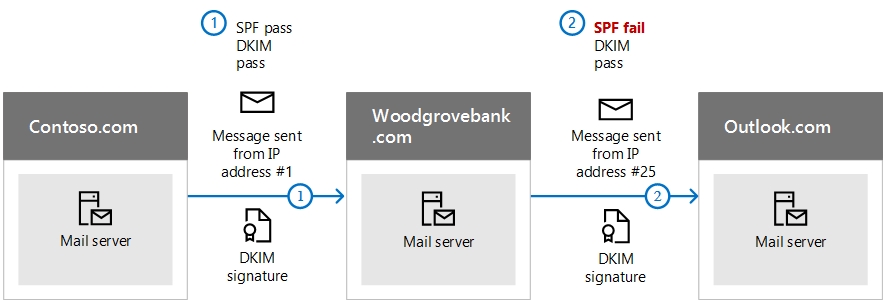 1
SPF pass
DKIM
pass
2
SPF fail
DKIM
pass
Contoso.com
Message sent
from IP
address #1
Woodgrovebank
.com
Message sent
from IP
address #25
Outlook.com
Mail server
1
DKIM
signature
Mail server
2
DKIM
signature
Mail server